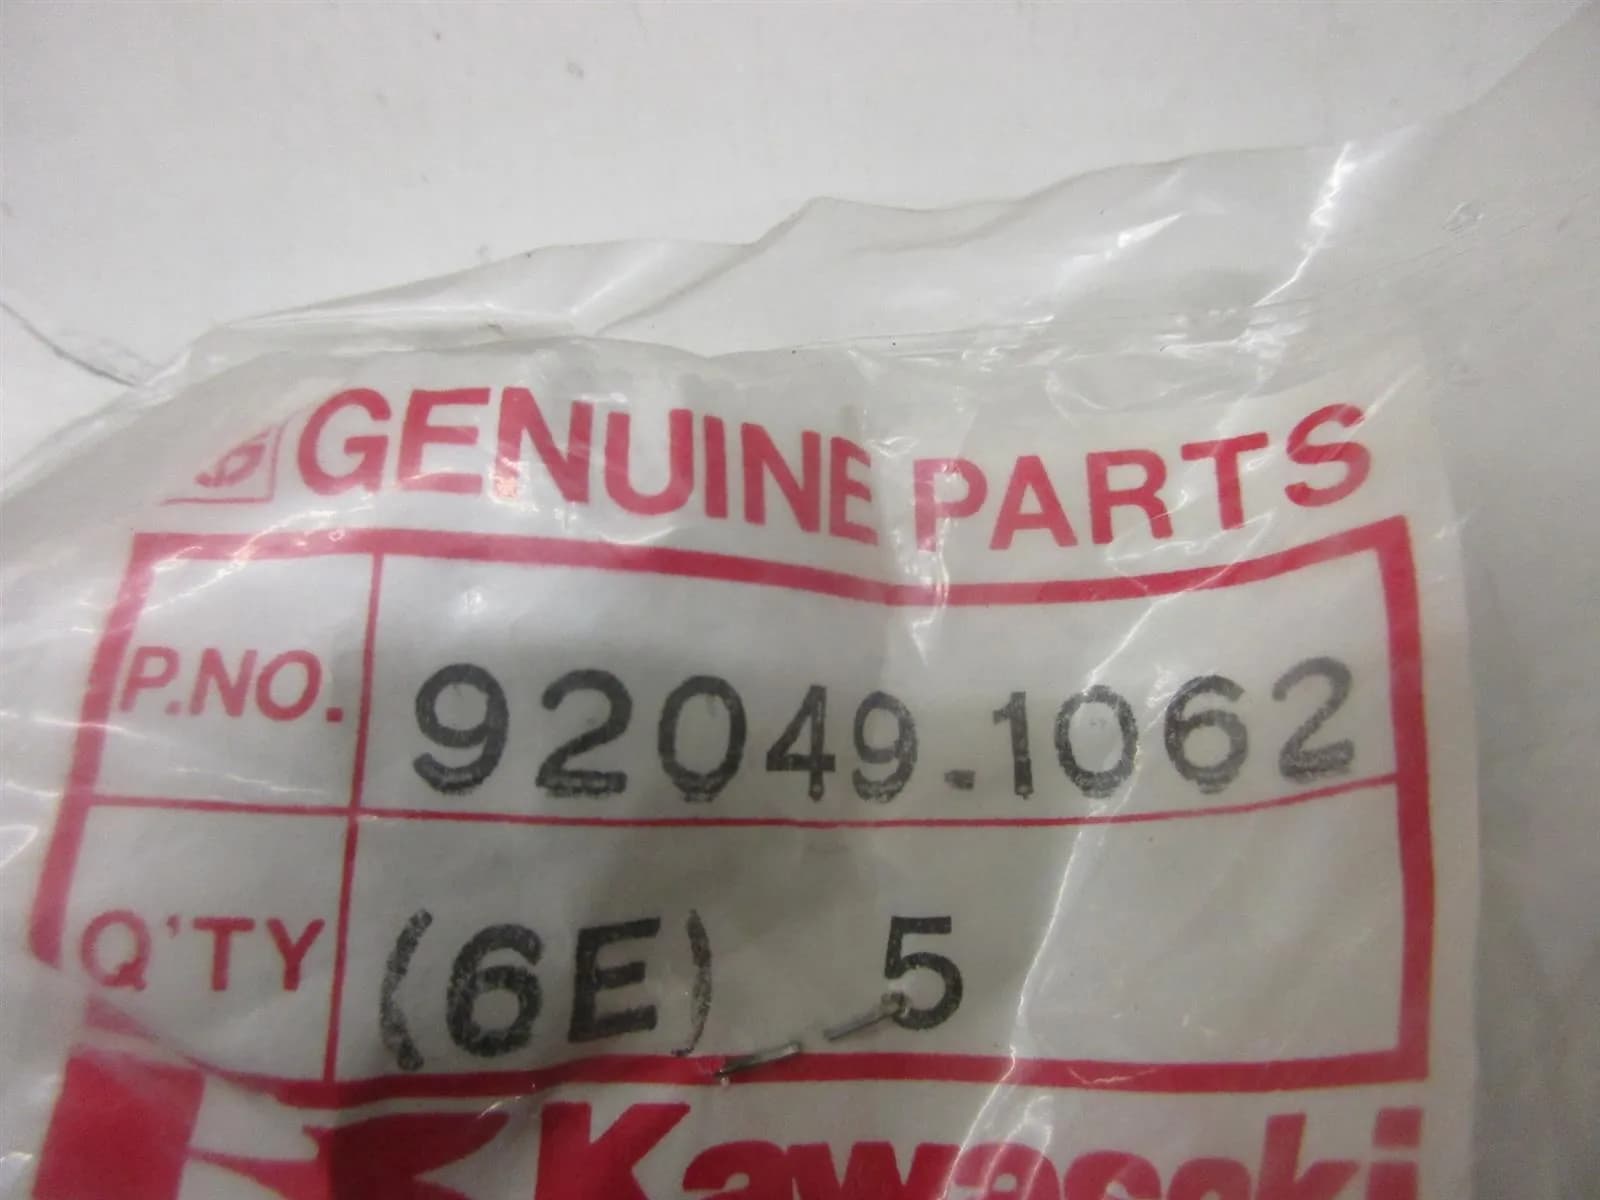 GENUINE PARTS
P.NO. 92049-1062
Q'TY (6E) 5
Kawasaki